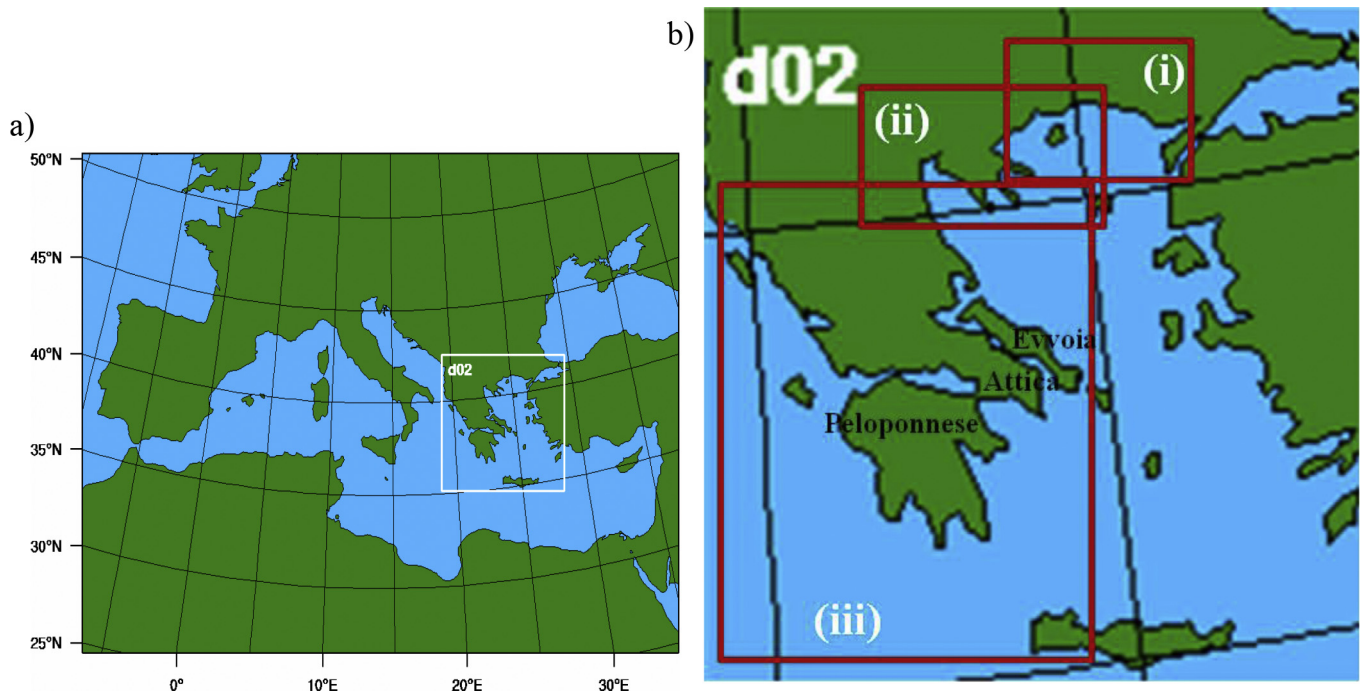 a)
50°N
45°N
40°N
35°N
30°N
25°N
0°
10°E
20°E
30°E
d02
b)
d02
(i)
(ii)
Evvoia
Attica
Peloponnese
(iii)